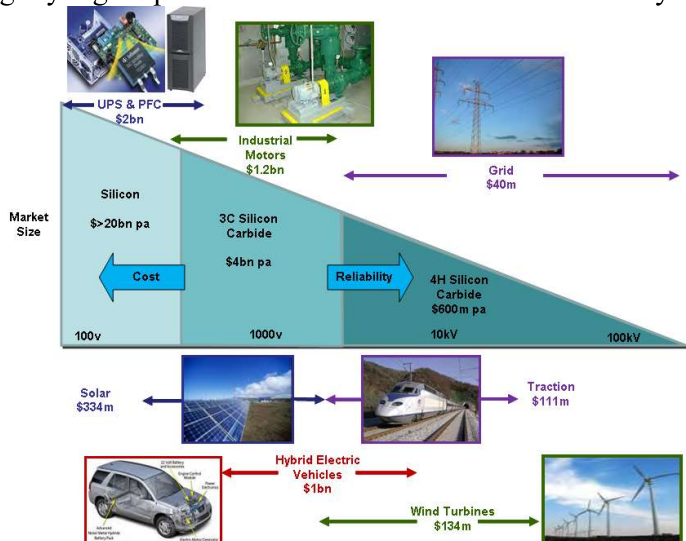 UPS & PFC
$2bn
Industrial
Motors
$1.2bn
Grid
$40m
Market
Size
Silicon
$>20bn pa
3C Silicon
Carbide
$4bn pa
Cost
Reliability
4H Silicon
Carbide
$600m pa
100v
1000v
10kV
100kV
Solar
$334m
Traction
$111m
Hybrid Electric
Vehicles
$1bn
Wind Turbines
$134m